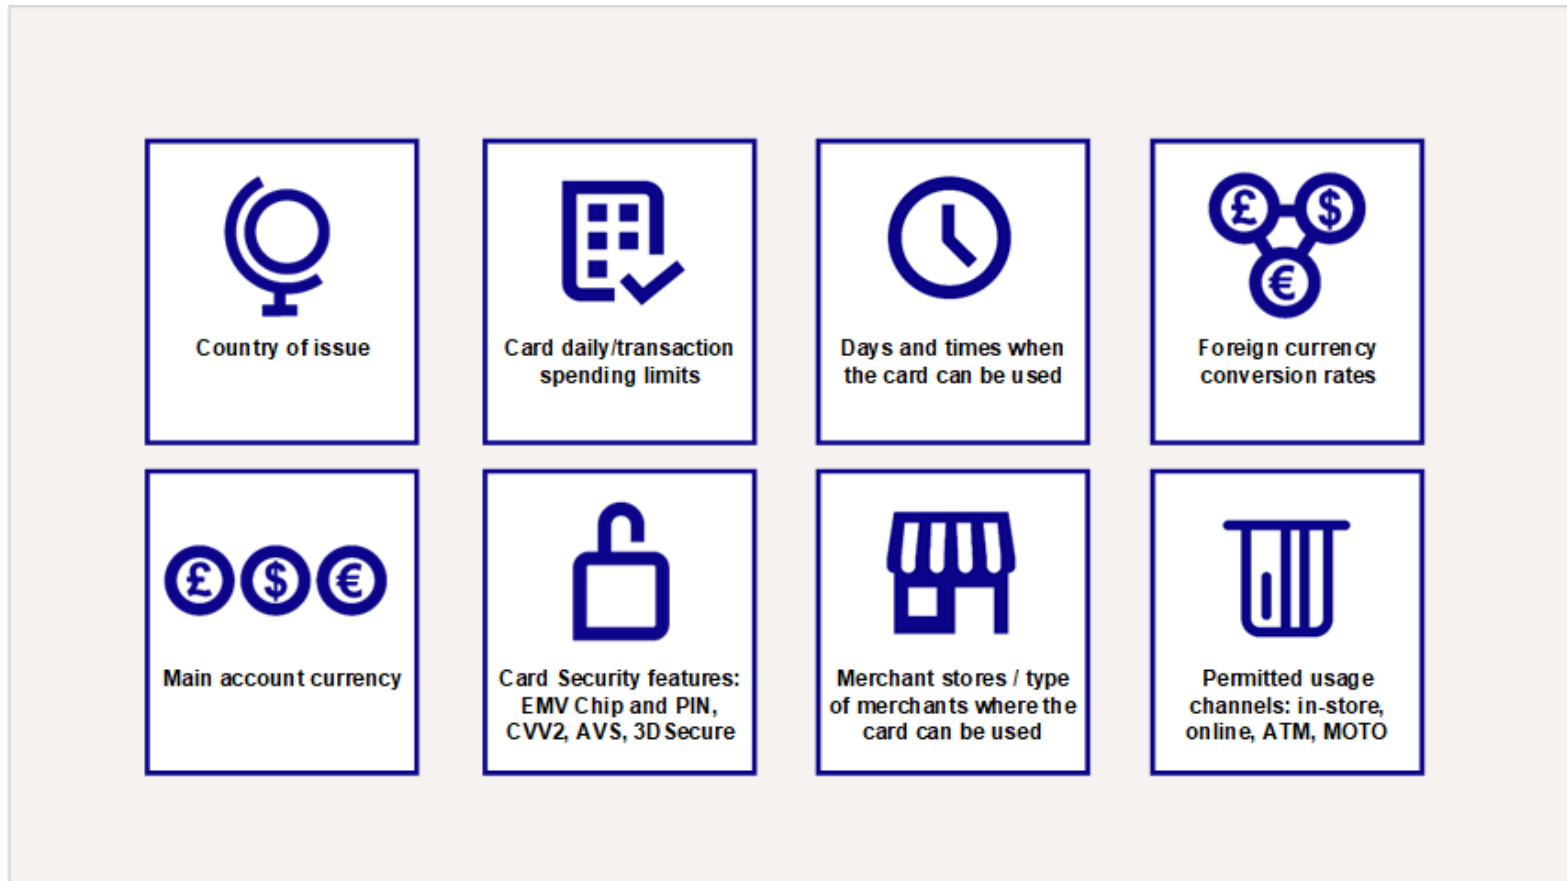 £
$
€
Country of issue
Card daily/transaction
spending limits
Days and times when
the card can be used
Foreign currency
conversion rates
£
$
€
Main account currency
Card Security features:
EMV Chip and PIN,
CVV2, AVS, 3D Secure
Merchant stores / type
of merchants where the
card can be used
Permitted usage
channels: in-store,
online, ATM, MOTO